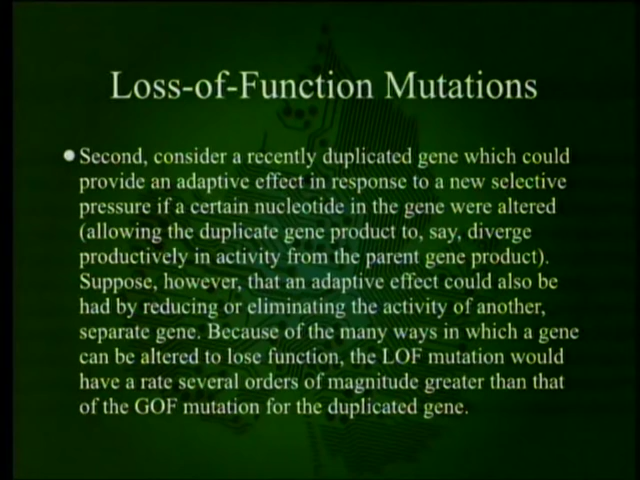 Loss-of-Function Mutations
Second, consider a recently duplicated gene which could
provide an adaptive effect in response to a new selective
pressure if a certain nucleotide in the gene were altered
(allowing the duplicate gene product to, say, diverge
productively in activity from the parent gene product).
Suppose, however, that an adaptive effect could also be
had by reducing or eliminating the activity of another,
separate gene. Because of the many ways in which a gene
can be altered to lose function, the LOF mutation would
have a rate several orders of magnitude greater than that
of the GOF mutation for the duplicated gene.